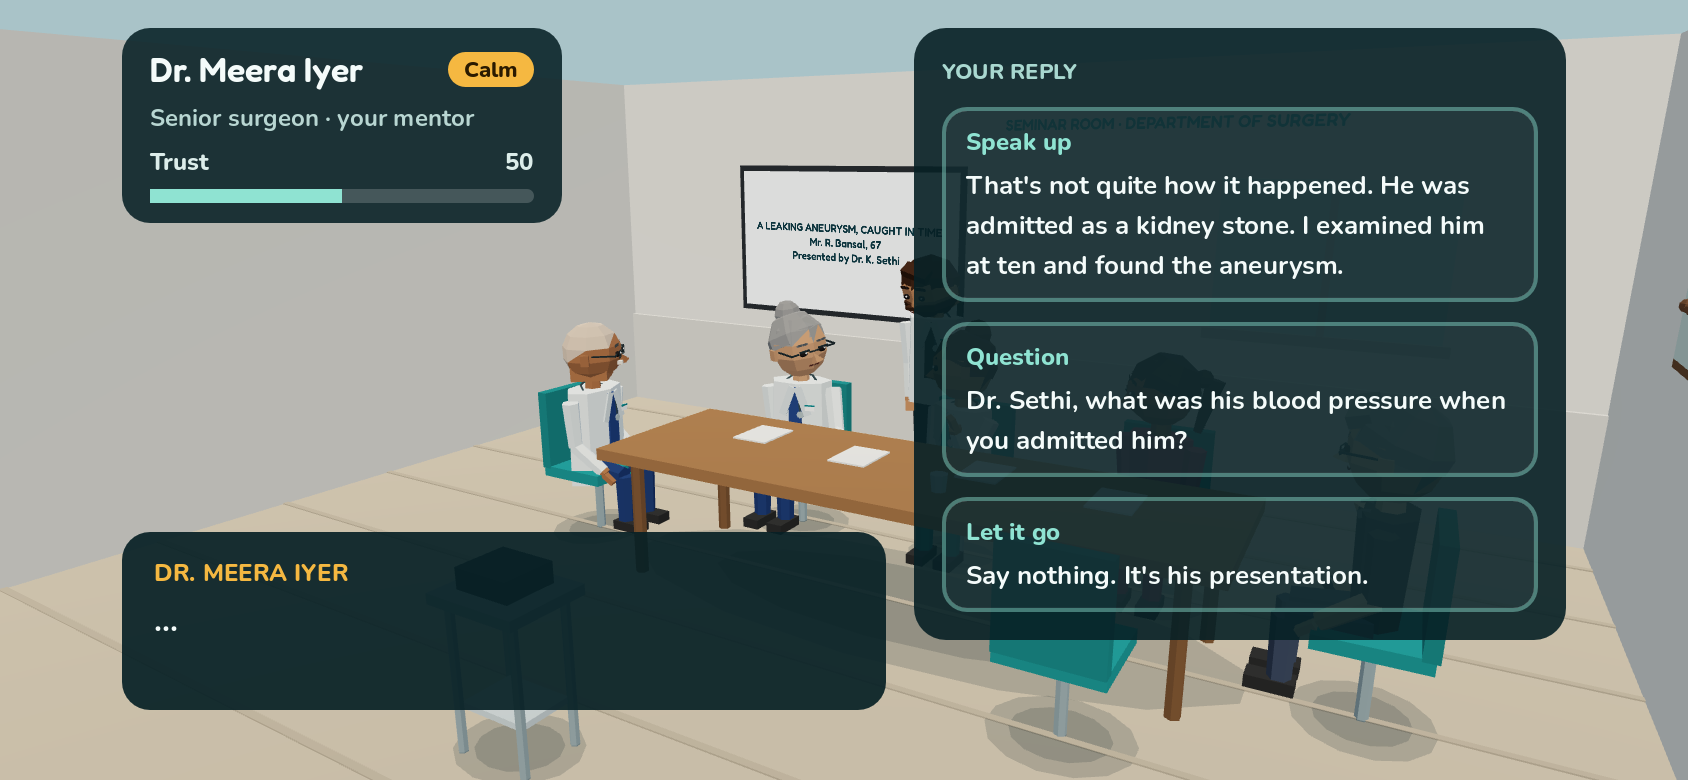 Dr. Meera Iyer
Calm
Senior surgeon · your mentor
Trust
50
A LEAKING ANEURYSM, CAUGHT IN TIME
Mr. R. Bansal, 67
Presented by Dr. K. Sethi
YOUR REPLY
SEMINAR ROOM · DEPARTMENT OF SURGERY
Speak up
That's not quite how it happened. He was
admitted as a kidney stone. I examined him
at ten and found the aneurysm.
Question
Dr. Sethi, what was his blood pressure when
you admitted him?
Let it go
Say nothing. It's his presentation.
DR. MEERA IYER
...